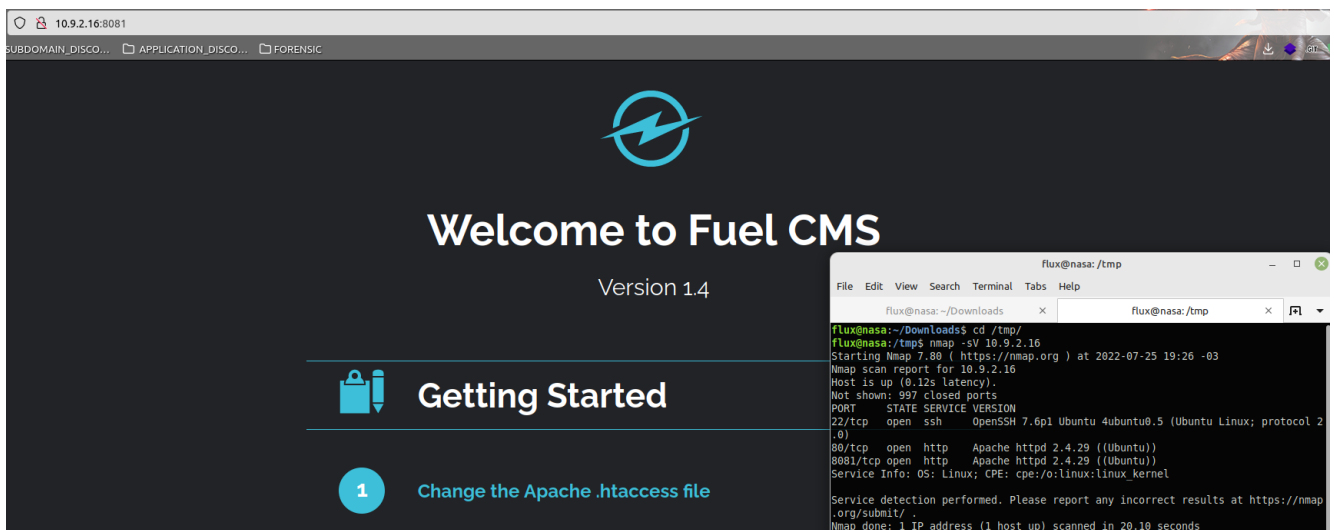 10.9.2.16:8081
SUBDOMAIN_DISCO... APPLICATION_DISCO... FORENSIC
Welcome to Fuel CMS
Version 1.4
Getting Started
1 Change the Apache .htaccess file
flux@nasa: /tmp
File Edit View Search Terminal Tabs Help
flux@nasa: ~/Downloads flux@nasa: /tmp
flux@nasa:~/Downloads$ cd /tmp/
flux@nasa:/tmp$ nmap -sV 10.9.2.16
Starting Nmap 7.80 ( https://nmap.org ) at 2022-07-25 19:26 -03
Nmap scan report for 10.9.2.16
Host is up (0.12s latency).
Not shown: 997 closed ports
PORT STATE SERVICE VERSION
22/tcp open ssh OpenSSH 7.6p1 Ubuntu 4ubuntu0.5 (Ubuntu Linux; protocol 2
.0)
80/tcp open http Apache httpd 2.4.29 ((Ubuntu))
8081/tcp open http Apache httpd 2.4.29 ((Ubuntu))
Service Info: OS: Linux; CPE: cpe:/o:linux:linux_kernel
Service detection performed. Please report any incorrect results at https://nmap
.org/submit/ .
Nmap done: 1 IP address (1 host up) scanned in 20.10 seconds